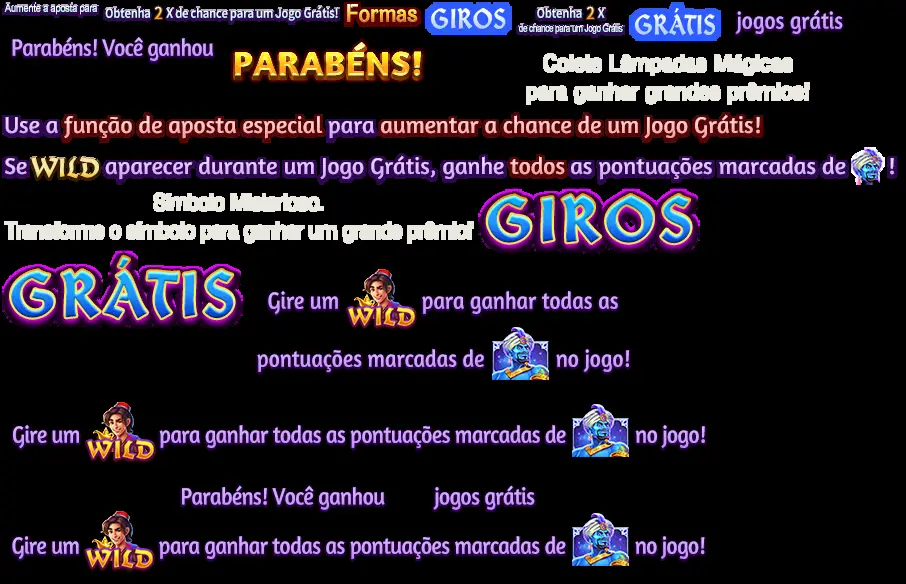 Aumente a aposta para
Obtenha 2 X de chance para um Jogo Grátis!
Formas
GIROS
Obtenha 2 X
de chance para um Jogo Grátis
GRÁTIS
jogos grátis
Parabéns! Você ganhou
PARABÉNS!
Colete Lâmpadas Mágicas
para ganhar grandes prêmios!
Use a função de aposta especial para aumentar a chance de um Jogo Grátis!
Se WILD aparecer durante um Jogo Grátis, ganhe todos as pontuações marcadas de !
Símbolo Misterioso.
Transforme o símbolo para ganhar um grande prêmio!
GIROS
GRÁTIS
Gire um WILD para ganhar todas as
pontuações marcadas de no jogo!
Gire um WILD para ganhar todas as pontuações marcadas de no jogo!
Parabéns! Você ganhou jogos grátis
Gire um WILD para ganhar todas as pontuações marcadas de no jogo!